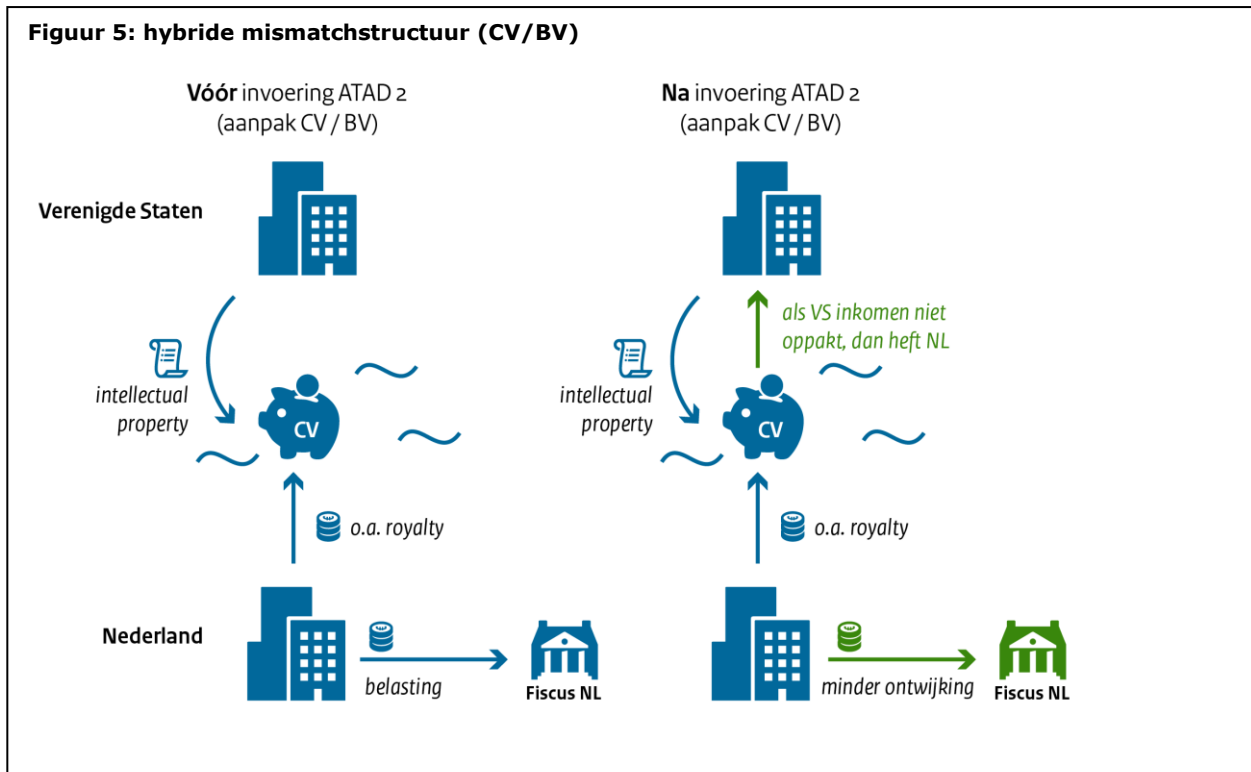 Figuur 5: hybride mismatchstructuur (CV/BV)
Vóór invoering ATAD 2
(aanpak CV / BV)
Verenigde Staten
intellectual
property
CV
o.a. royalty
Nederland
belasting
Fiscus NL
Na invoering ATAD 2
(aanpak CV / BV)
als VS inkomen niet
oppakt, dan heft NL
intellectual
property
CV
o.a. royalty
minder ontwijking
Fiscus NL